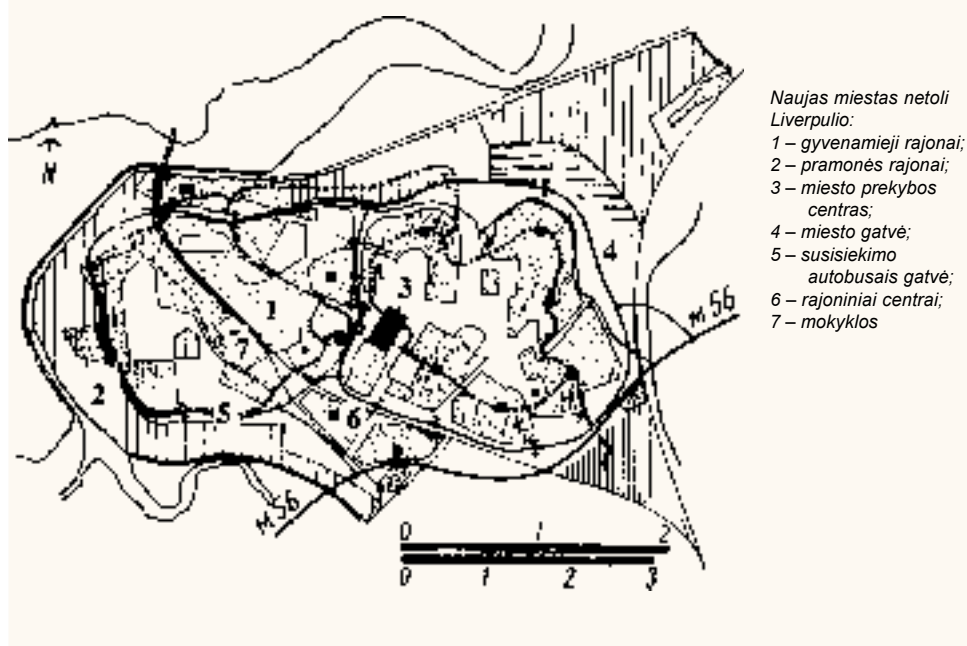 Naujas miestas netoli
Liverpulio:
1 – gyvenamieji rajonai;
2 – pramonės rajonai;
3 – miesto prekybos
centras;
4 – miesto gatvė;
5 – susisiekimo
autobusais gatvė;
6 – rajoniniai centrai;
7 – mokyklos
N
4
3
1
M56
7
2
5
6
M56
0 1 2
0 1 2 3